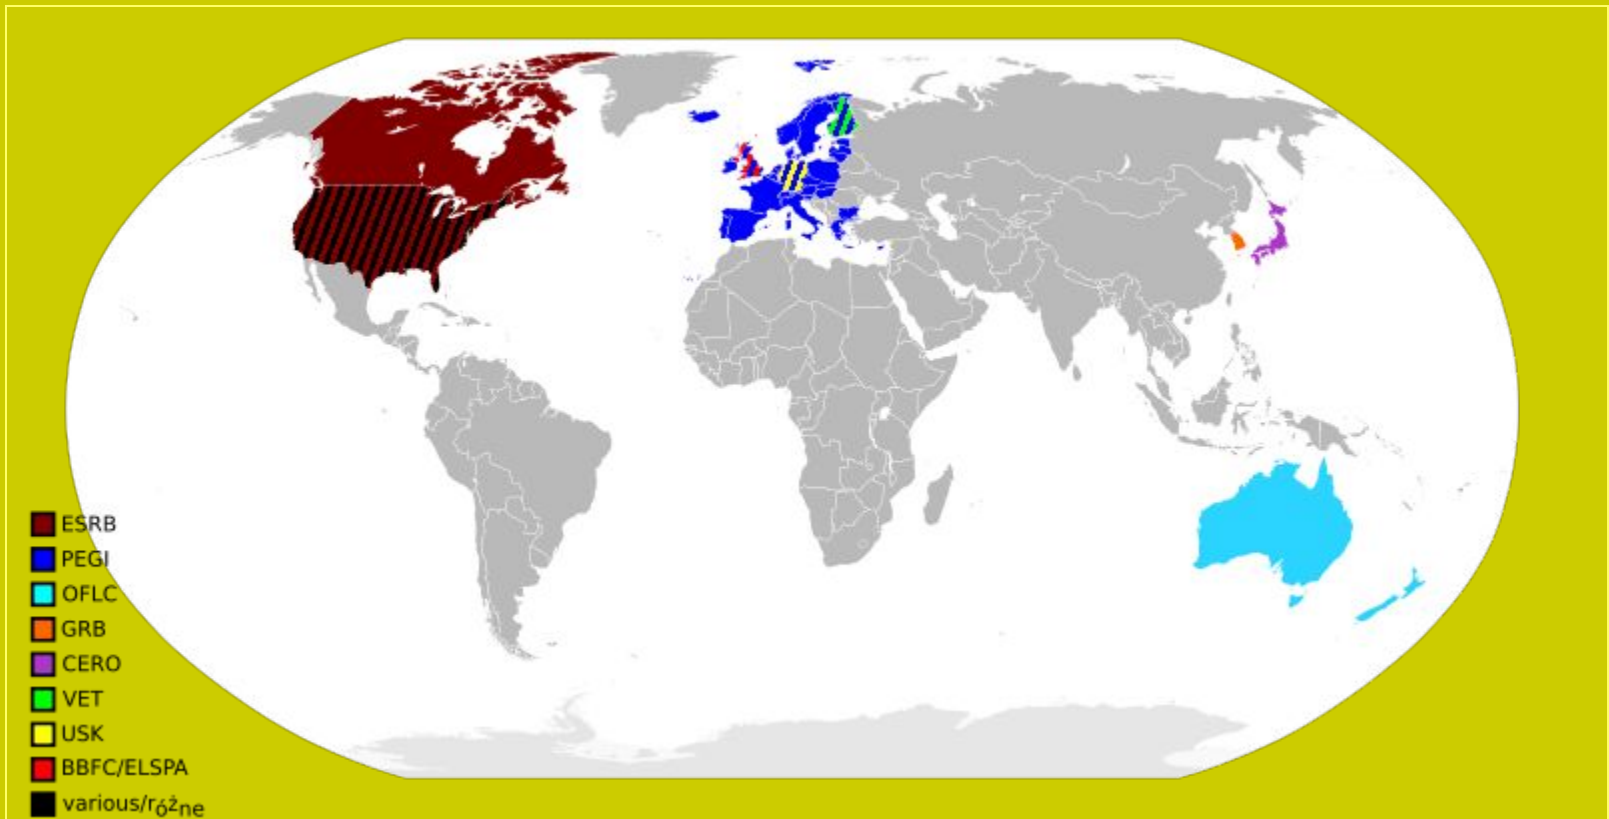 ESRB
PEGI
OFLC
GRB
CERO
VET
USK
BBFC/ELSPA
various/różne